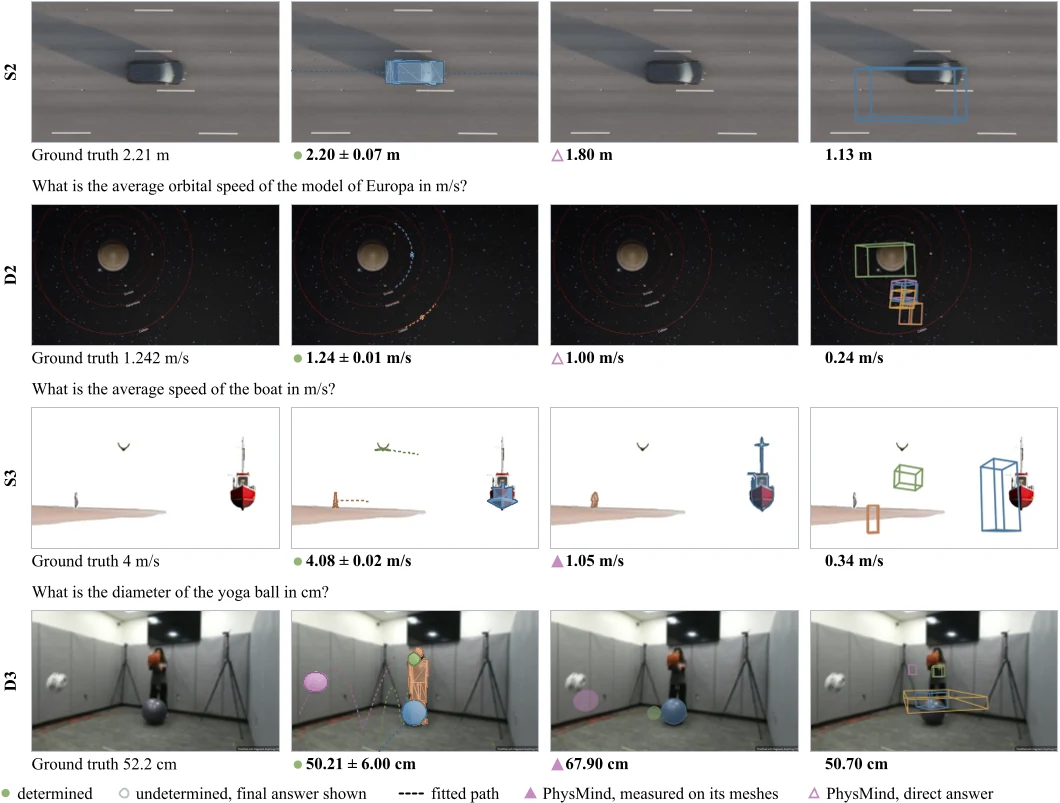 S2
Ground truth 2.21 m
2.20 ± 0.07 m
1.80 m
1.13 m
What is the average orbital speed of the model of Europa in m/s?
D2
Ground truth 1.242 m/s
1.24 ± 0.01 m/s
1.00 m/s
0.24 m/s
What is the average speed of the boat in m/s?
S3
Ground truth 4 m/s
4.08 ± 0.02 m/s
1.05 m/s
0.34 m/s
What is the diameter of the yoga ball in cm?
D3
Ground truth 52.2 cm
50.21 ± 6.00 cm
67.90 cm
50.70 cm
determined
undetermined, final answer shown
fitted path
PhysMind, measured on its meshes
PhysMind, direct answer